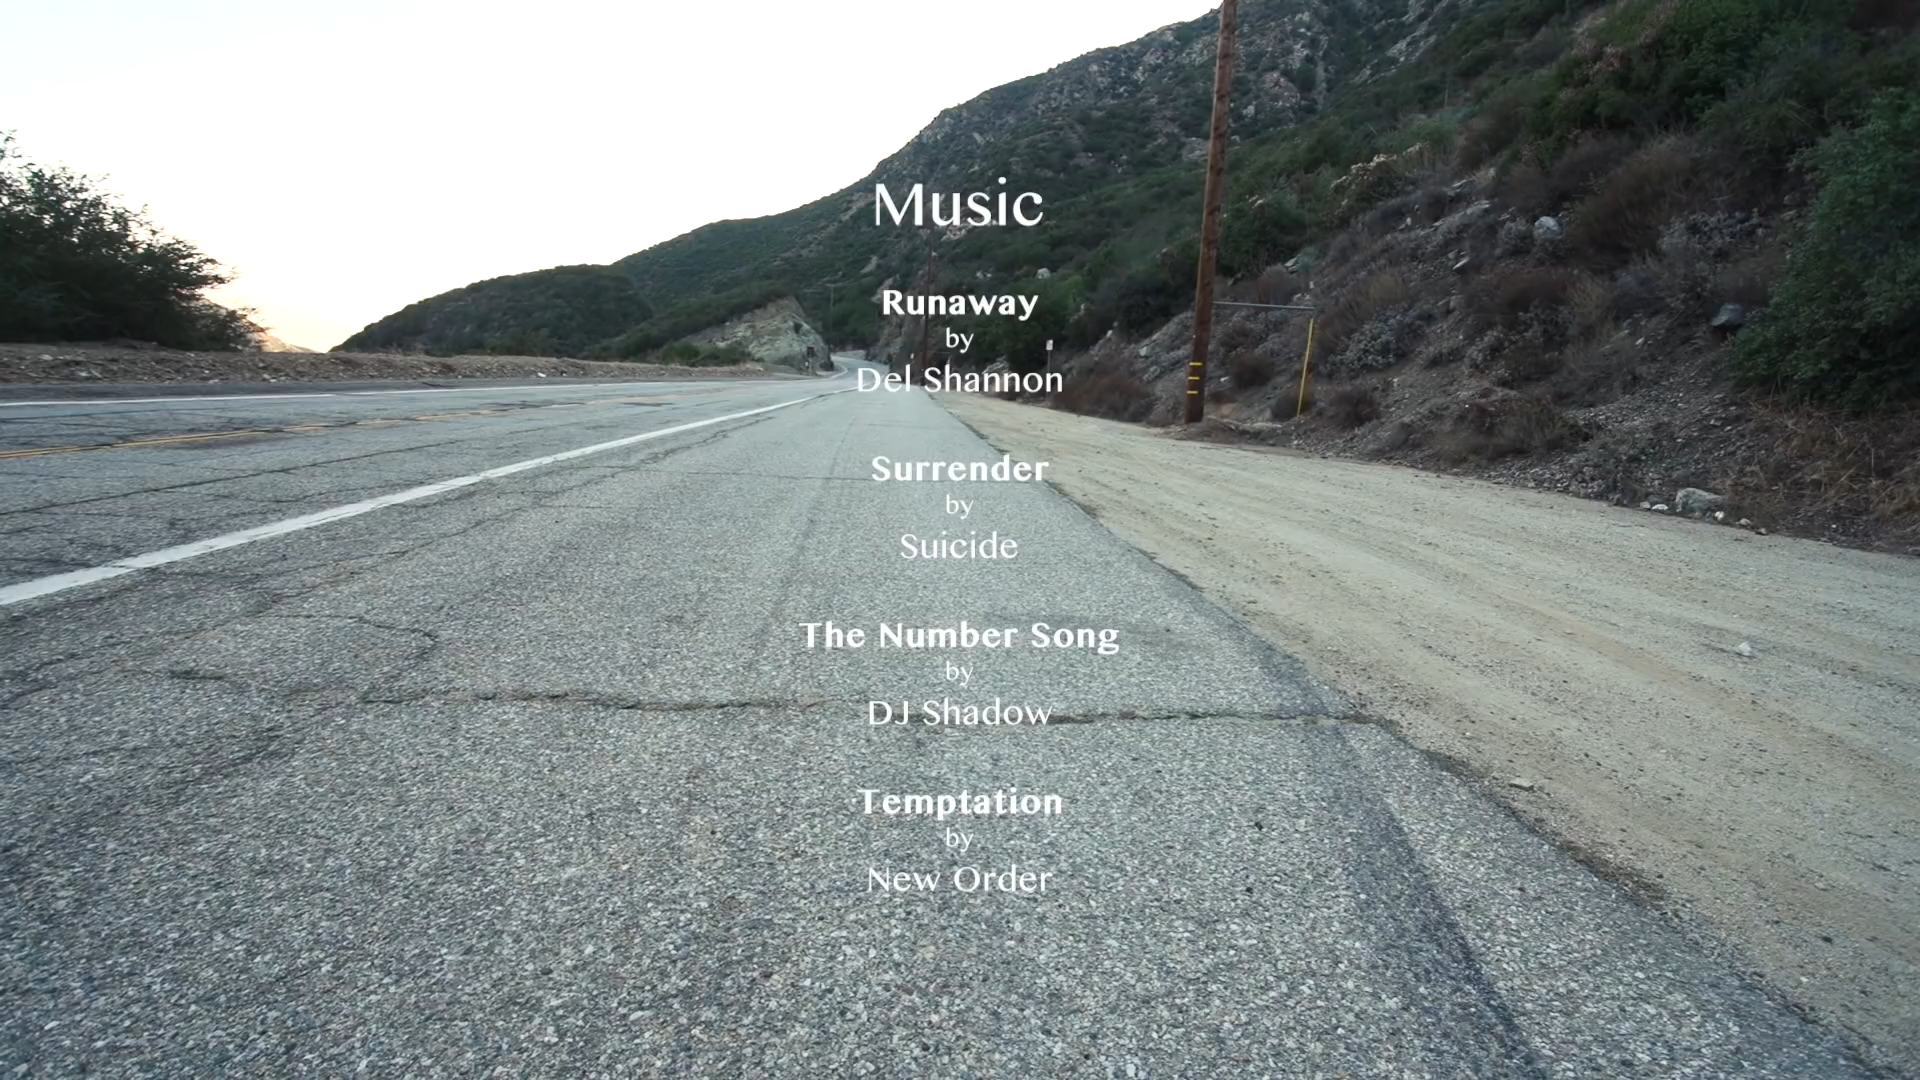 Music
Runaway
by
Del Shannon
Surrender
by
Suicide
The Number Song
by
DJ Shadow
Temptation
by
New Order